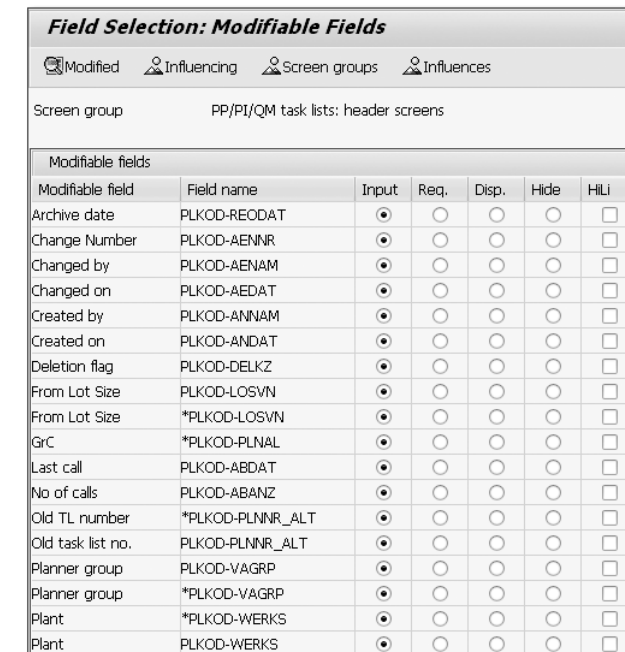 Field Selection: Modifiable Fields
Modified Influencing Screen groups Influences
Screen group PP/PI/QM task lists: header screens
Modifiable fields
Modifiable field Field name Input Req. Disp. Hide HiLi
Archive date PLKOD-REODAT
Change Number PLKOD-AENNR
Changed by PLKOD-AENAM
Changed on PLKOD-AEDAT
Created by PLKOD-ANNAM
Created on PLKOD-ANDAT
Deletion flag PLKOD-DELKZ
From Lot Size PLKOD-LOSVN
From Lot Size *PLKOD-LOSVN
GrC *PLKOD-PLNAL
Last call PLKOD-ABDAT
No of calls PLKOD-ABANZ
Old TL number *PLKOD-PLNNR_ALT
Old task list no. PLKOD-PLNNR_ALT
Planner group PLKOD-VAGRP
Planner group *PLKOD-VAGRP
Plant *PLKOD-WERKS
Plant PLKOD-WERKS